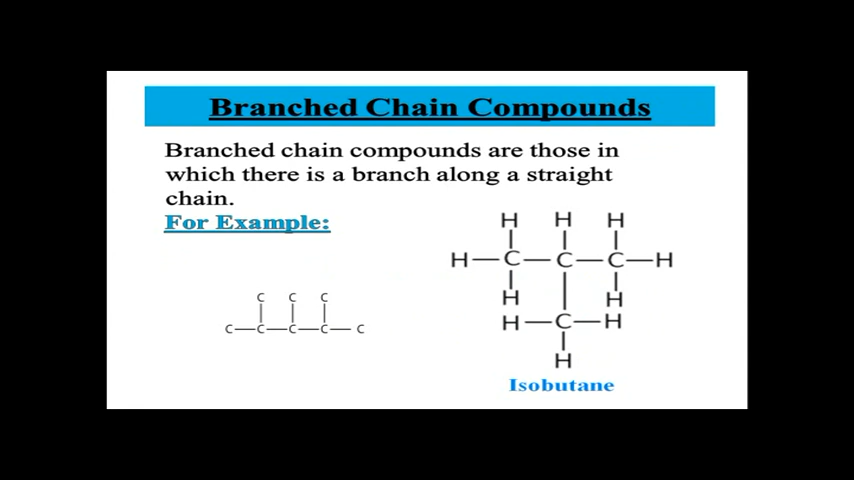 Branched Chain Compounds
Branched chain compounds are those in
which there is a branch along a straight
chain.
For Example:
H H H
H—C—C—C—H
H H
H—C—H
H
C C C
C—C—C—C—C
Isobutane